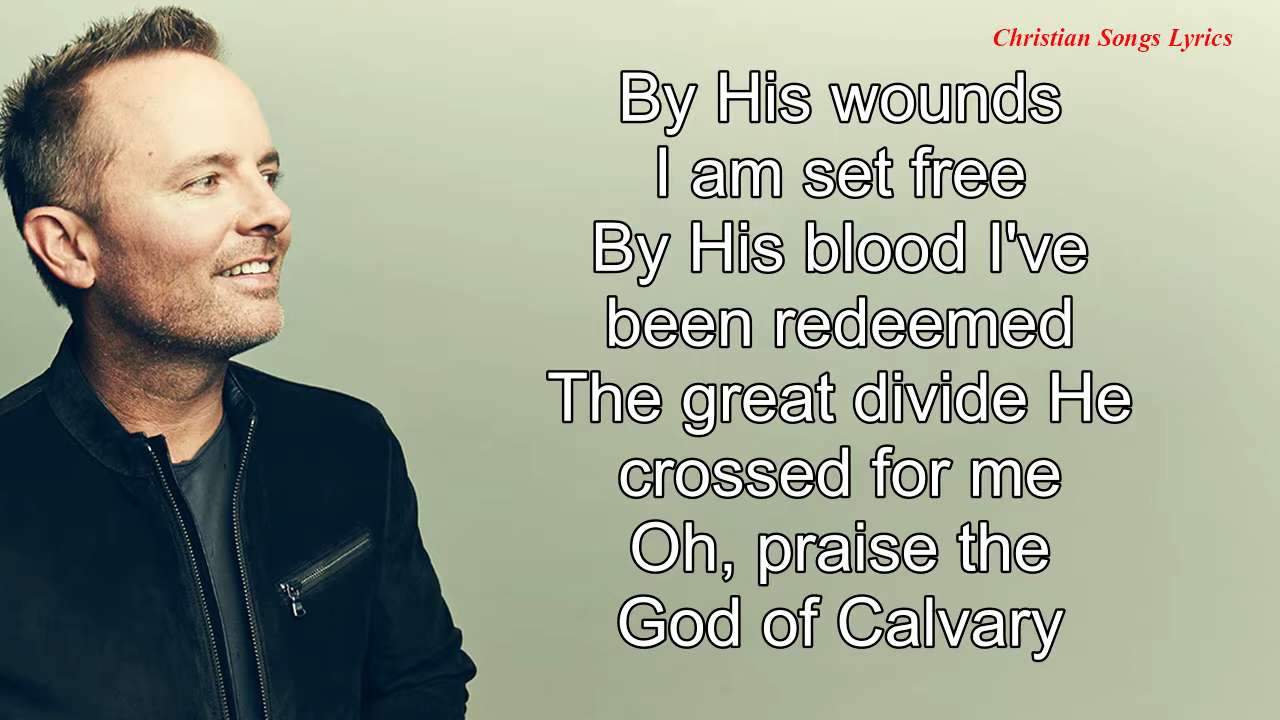 Christian Songs Lyrics
By His wounds
I am set free
By His blood I've
been redeemed
The great divide He
crossed for me
Oh, praise the
God of Calvary